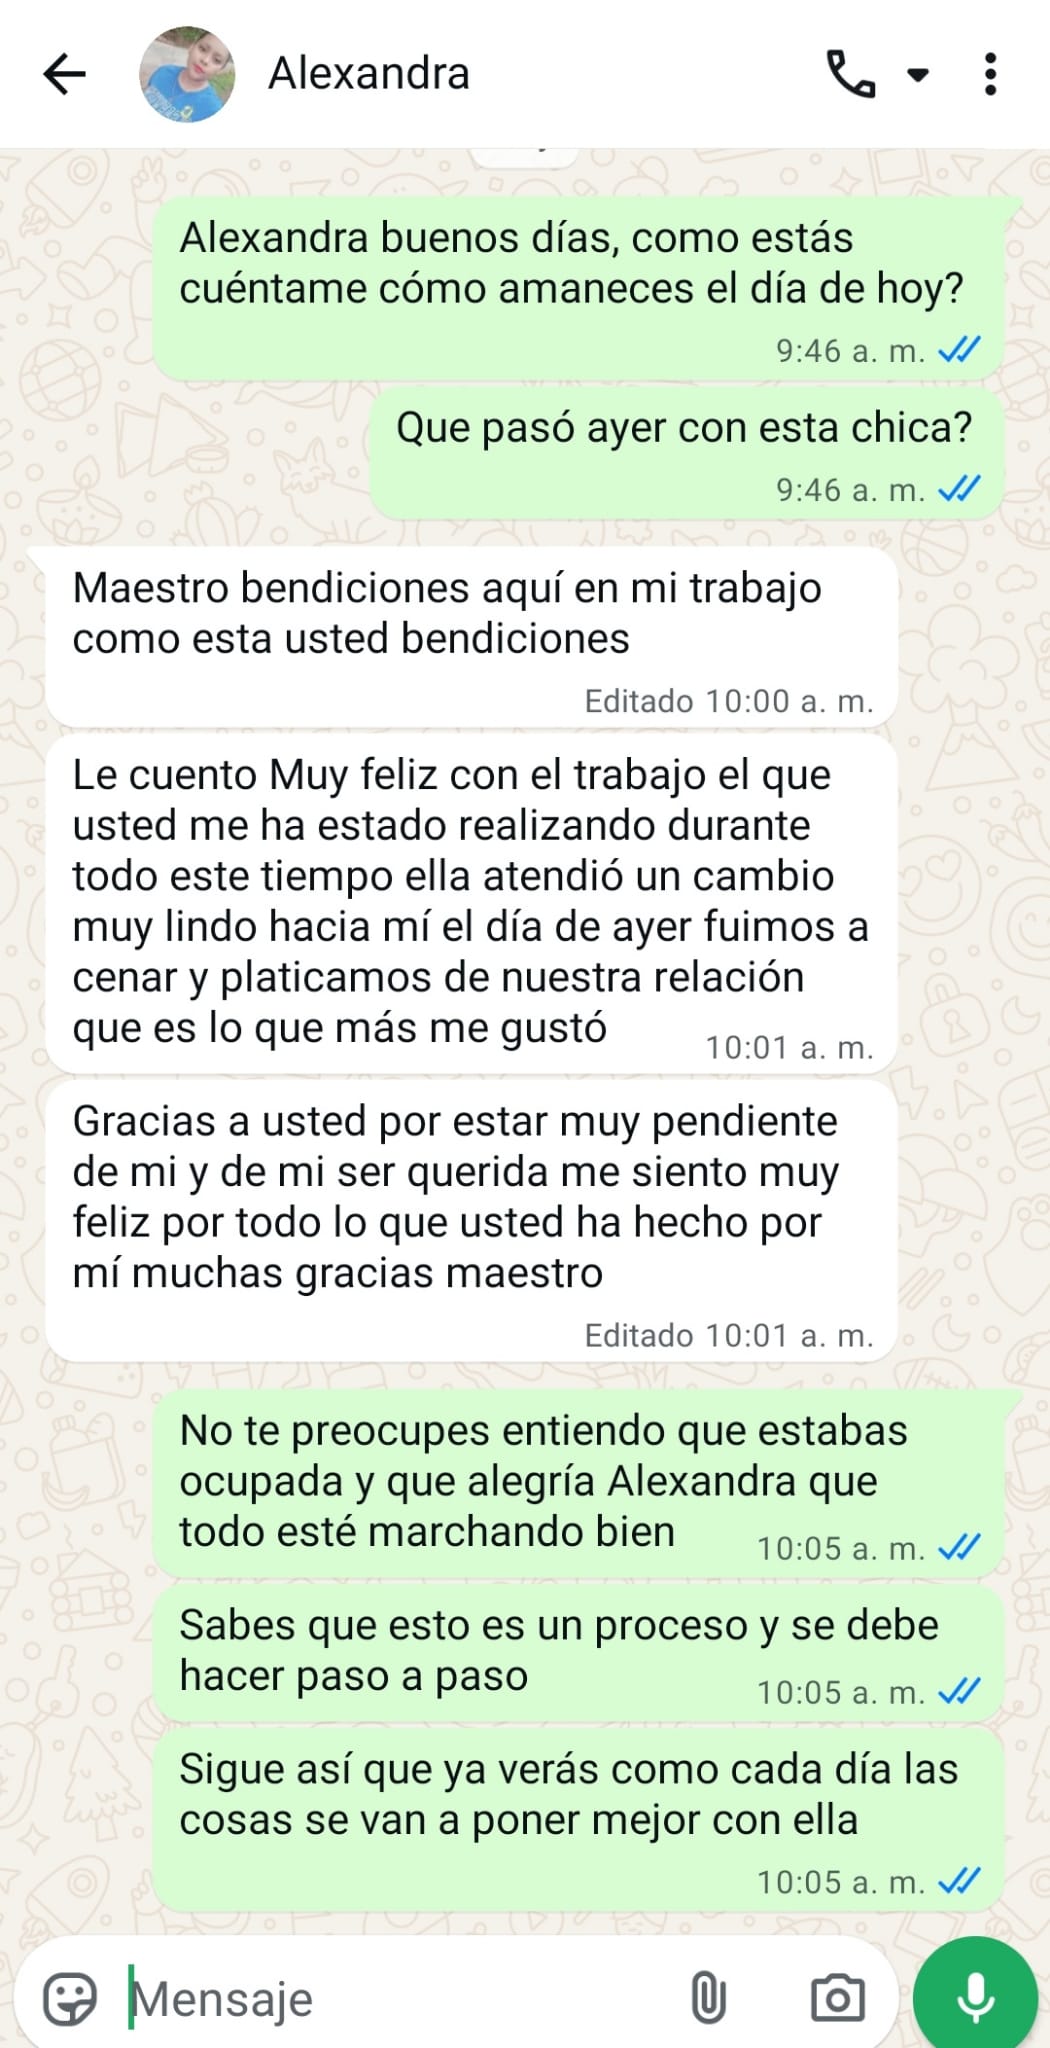 Alexandra
Alexandra buenos días, como estás
cuéntame cómo amaneces el día de hoy?
9:46 a. m.
Que pasó ayer con esta chica?
9:46 a. m.
Maestro bendiciones aquí en mi trabajo
como esta usted bendiciones
Editado 10:00 a. m.
Le cuento Muy feliz con el trabajo el que
usted me ha estado realizando durante
todo este tiempo ella atendió un cambio
muy lindo hacia mí el día de ayer fuimos a
cenar y platicamos de nuestra relación
que es lo que más me gustó
10:01 a. m.
Gracias a usted por estar muy pendiente
de mi y de mi ser querida me siento muy
feliz por todo lo que usted ha hecho por
mí muchas gracias maestro
Editado 10:01 a. m.
No te preocupes entiendo que estabas
ocupada y que alegría Alexandra que
todo esté marchando bien
10:05 a. m.
Sabes que esto es un proceso y se debe
hacer paso a paso
10:05 a. m.
Sigue así que ya verás como cada día las
cosas se van a poner mejor con ella
10:05 a. m.
Mensaje